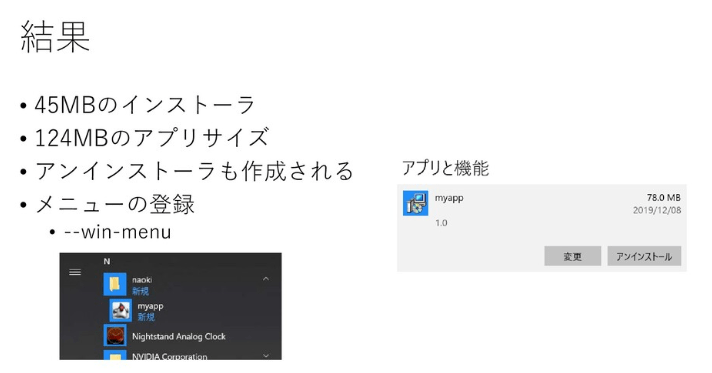 結果
• 45MBのインストーラ
• 124MBのアプリサイズ
• アンインストーラも作成される
• メニューの登録
• --win-menu
N
naoki
新規
myapp
新規
Nightstand Analog Clock
NVIDIA Corporation
アプリと機能
myapp 78.0 MB
2019/12/08
1.0
変更 アンインストール